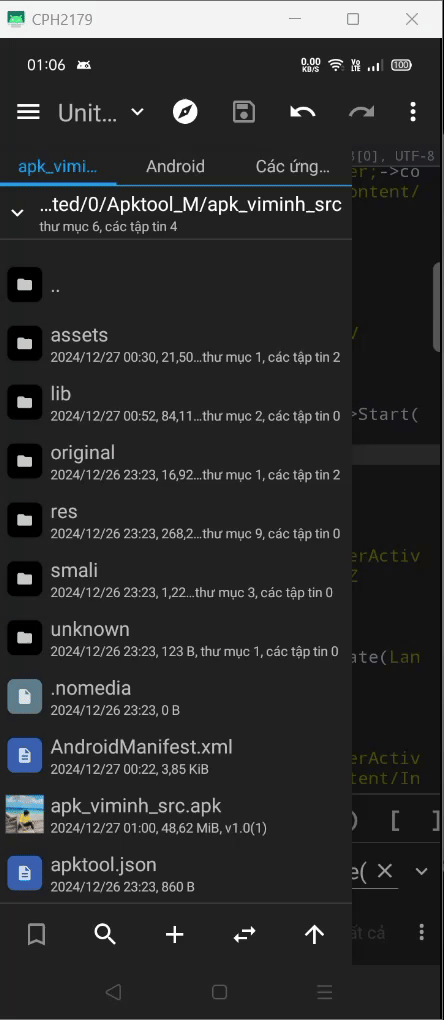 CPH2179
01:06
0.00 KB/S
Vo LTE
100
Unit...
3[0], UTF-8
apk_vimi...
Android
Các ứng...
er;->co
ontent/
...ted/0/Apktool_M/apk_viminh_src
thư mục 6, các tập tin 4
..
assets
2024/12/27 00:30, 21,50...thư mục 1, các tập tin 2
lib
2024/12/27 00:52, 84,11...thư mục 2, các tập tin 0
>Start(
original
2024/12/26 23:23, 16,92...thư mục 1, các tập tin 2
res
2024/12/26 23:23, 268,2...thư mục 9, các tập tin 0
erActiv
Z
smali
2024/12/26 23:23, 1,22...thư mục 3, các tập tin 0
unknown
2024/12/26 23:23, 123 B, thư mục 1, các tập tin 0
ate(Lan
.nomedia
2024/12/26 23:23, 0 B
AndroidManifest.xml
2024/12/27 00:22, 3,85 KiB
erActiv
tent/In
apk_viminh_src.apk
2024/12/27 01:00, 48,62 MiB, v1.0(1)
) [ ]
apktool.json
2024/12/26 23:23, 860 B
e(
ất cả